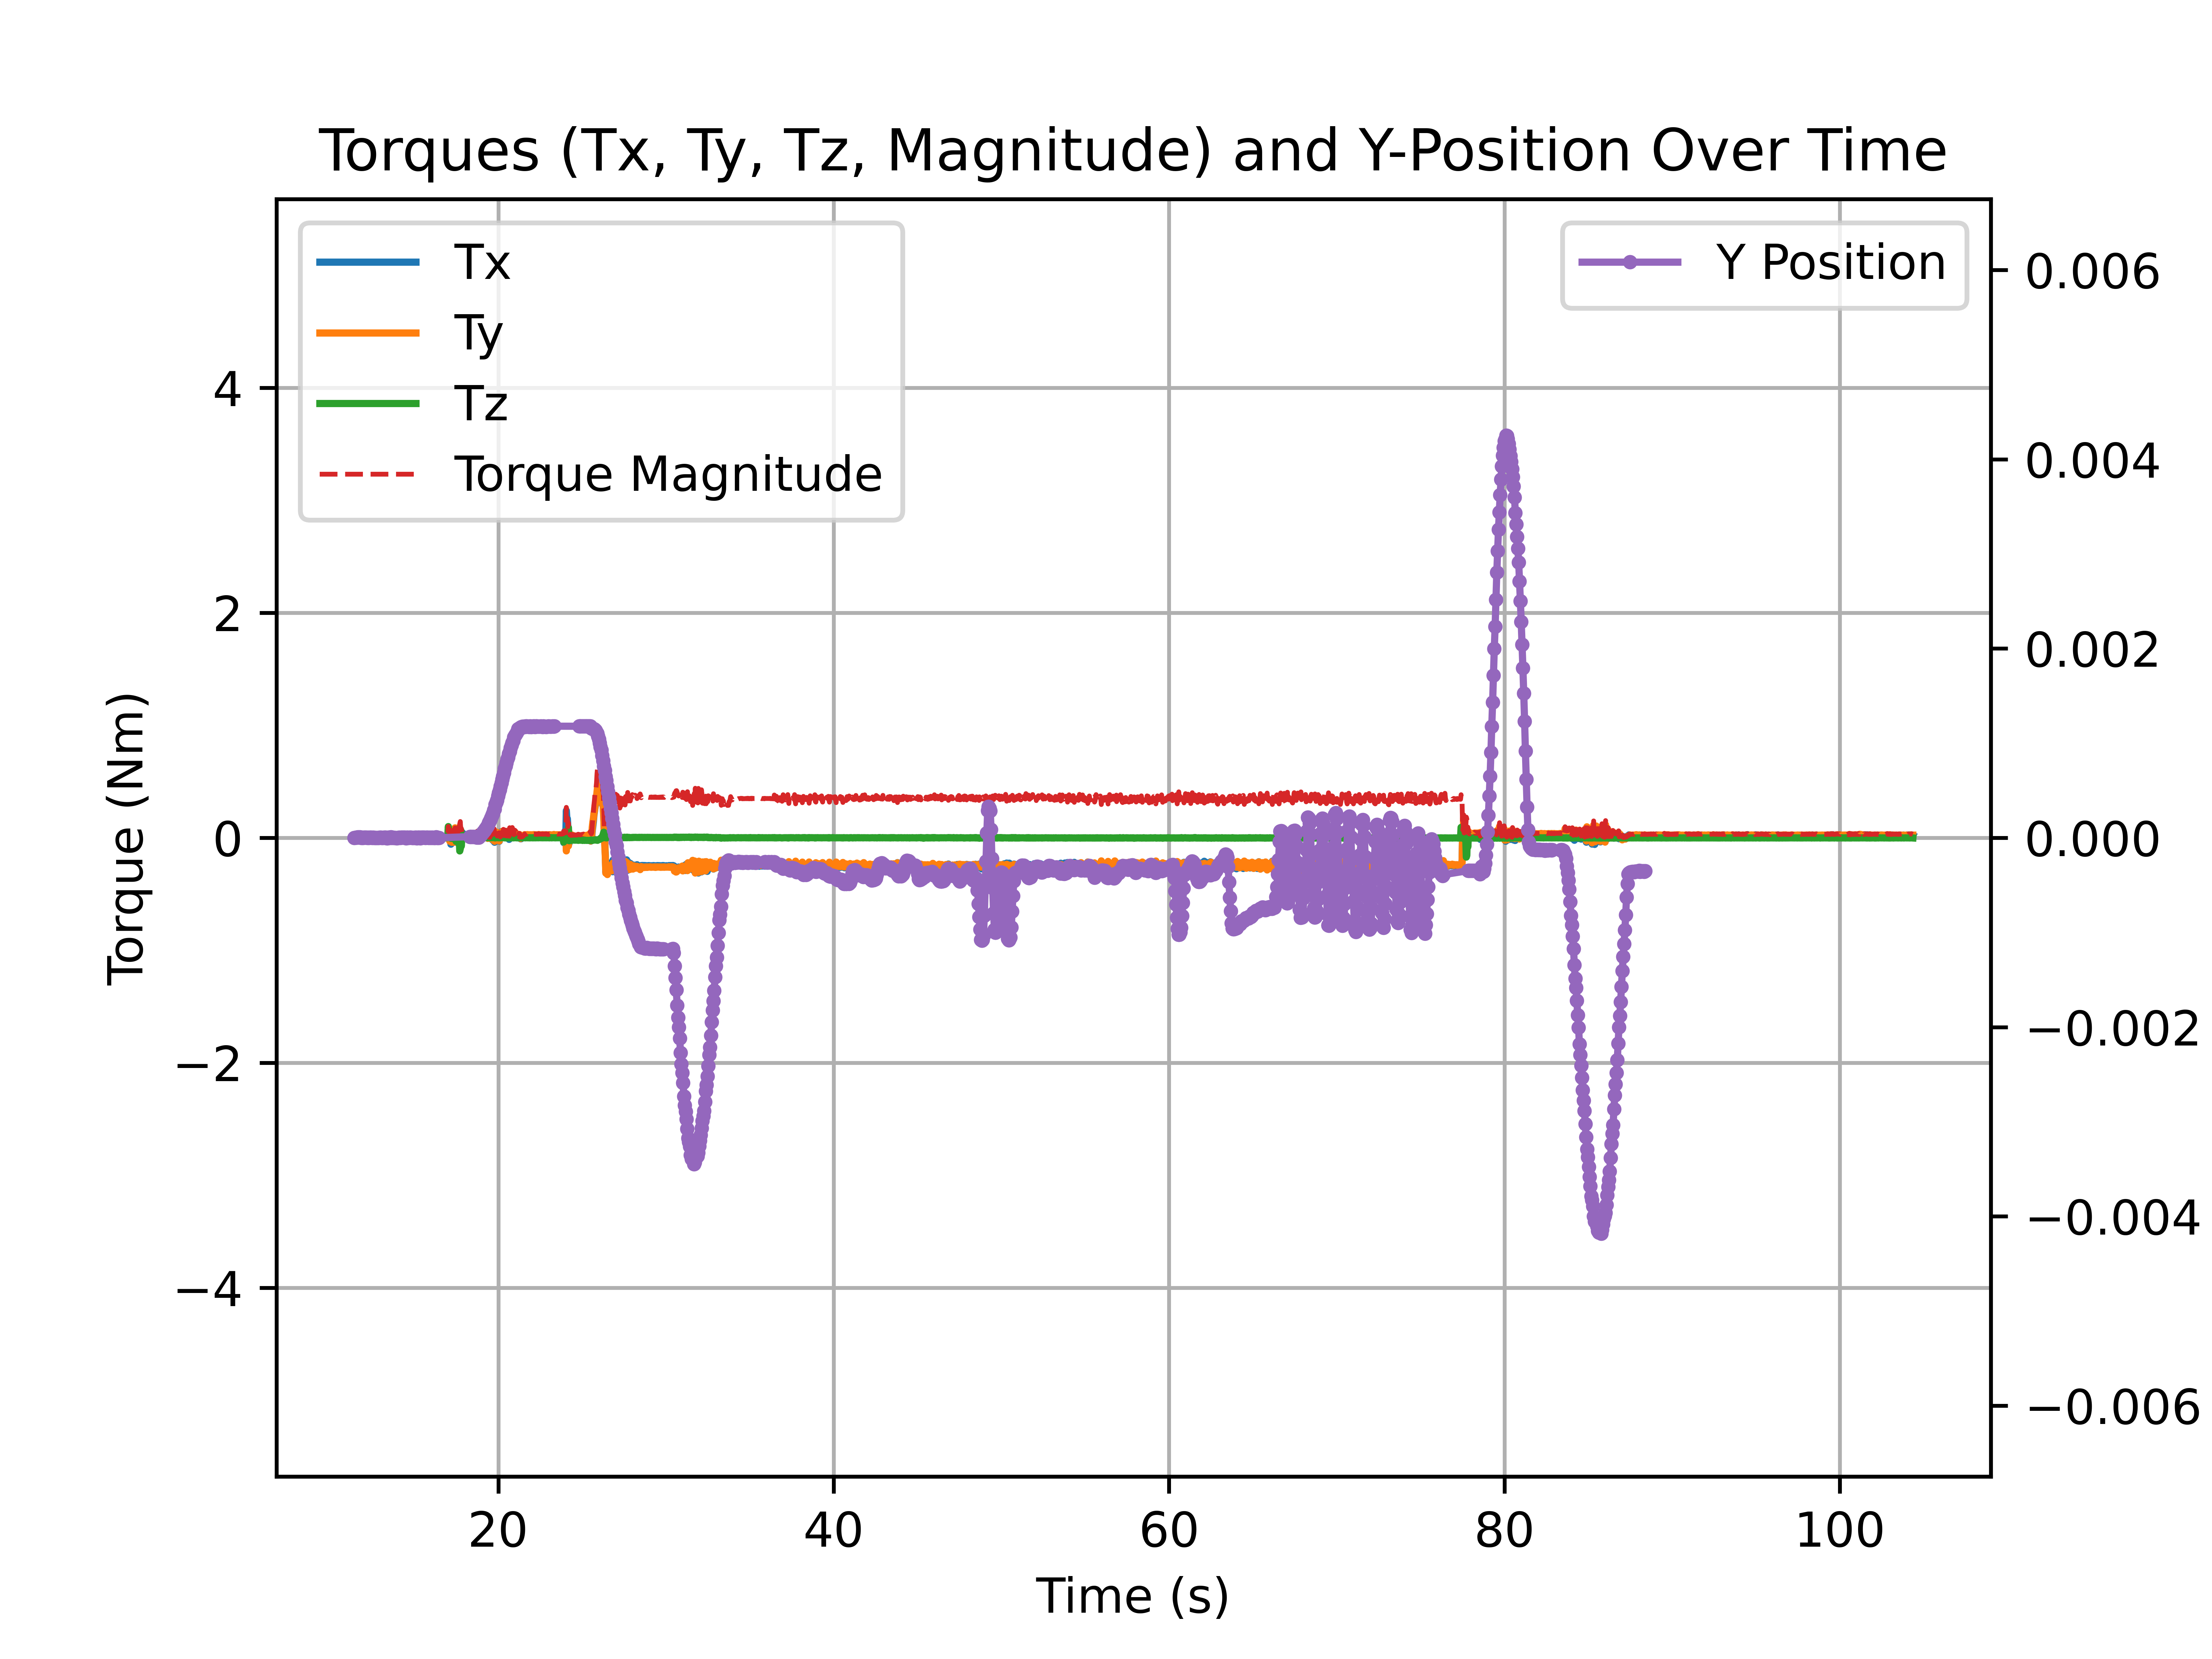 Torques (Tx, Ty, Tz, Magnitude) and Y-Position Over Time
Tx
Ty
Tz
Torque Magnitude
Y Position
Torque (Nm)
4
2
0
−2
−4
0.006
0.004
0.002
0.000
−0.002
−0.004
−0.006
20
40
60
80
100
Time (s)